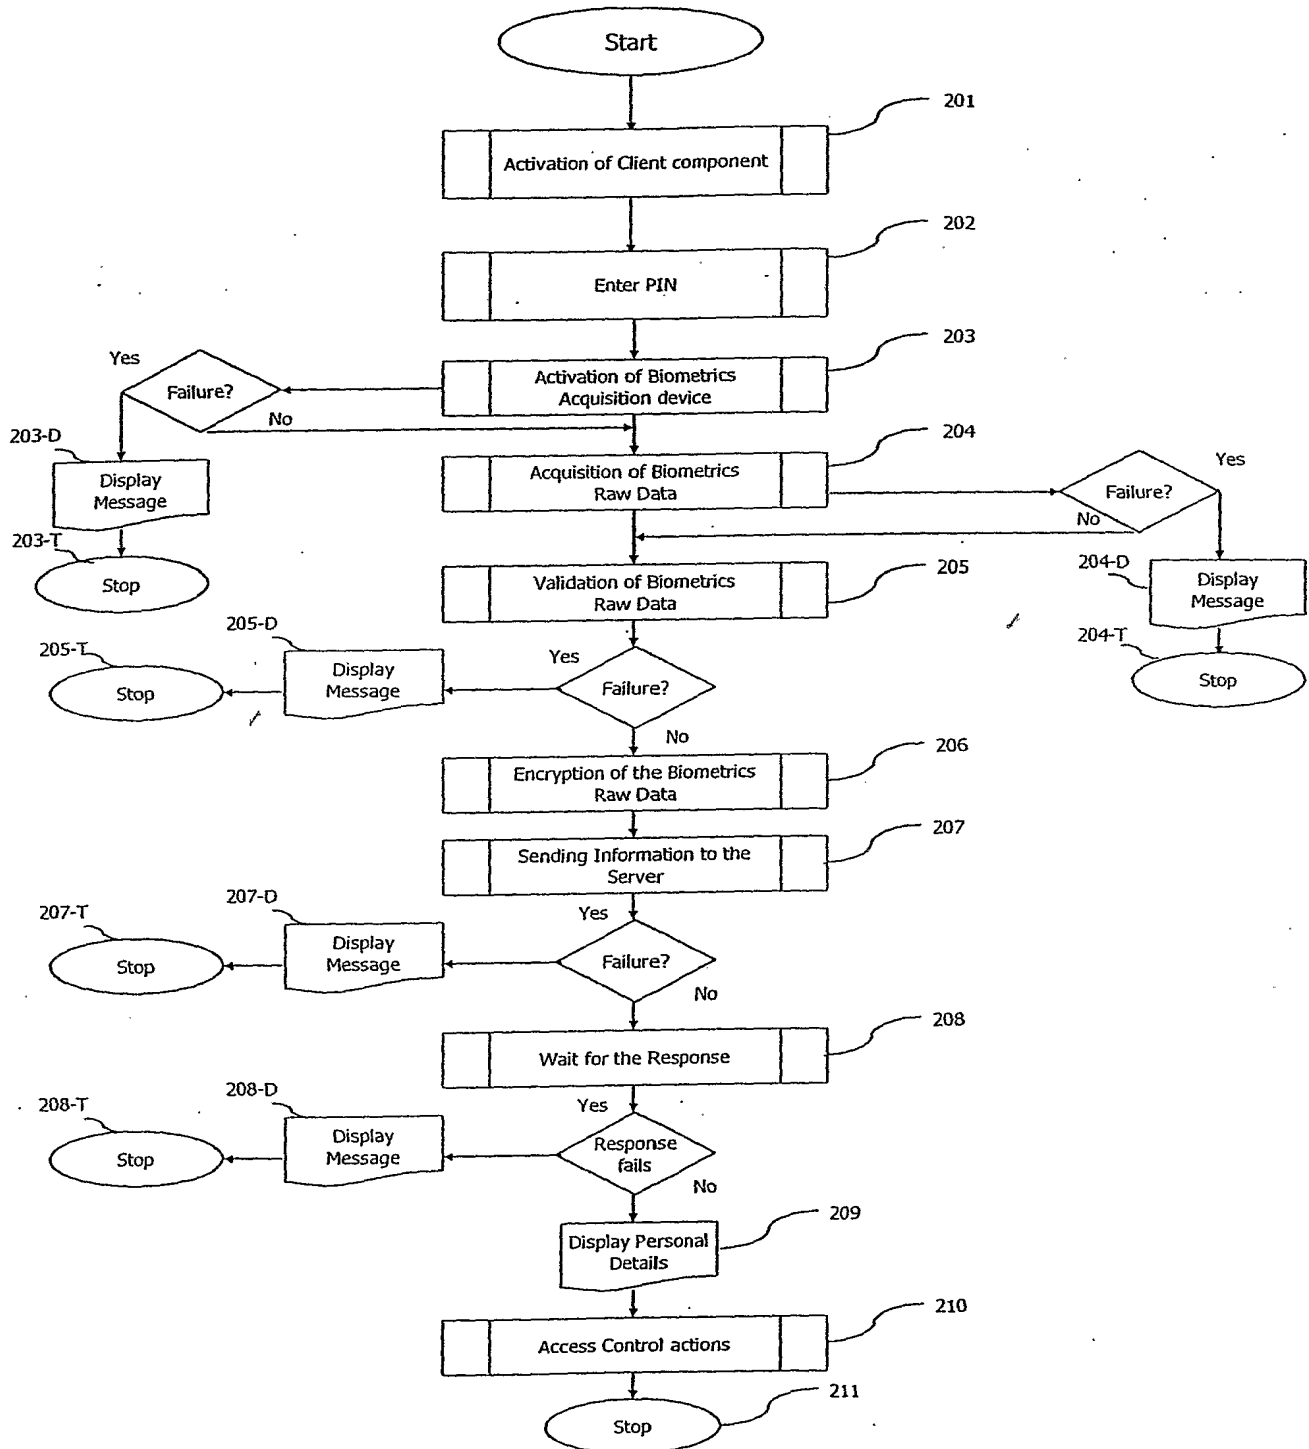 Start
201
Activation of Client component
202
Enter PIN
203
Activation of Biometrics
Acquisition device
Yes
Failure?
No
203-D
Display
Message
203-T
Stop
204
Acquisition of Biometrics
Raw Data
Yes
Failure?
No
204-D
Display
Message
204-T
Stop
205
Validation of Biometrics
Raw Data
Yes
Failure?
No
205-D
Display
Message
205-T
Stop
206
Encryption of the Biometrics
Raw Data
207
Sending Information to the
Server
Yes
Failure?
No
207-D
Display
Message
207-T
Stop
208
Wait for the Response
Yes
Response
fails
No
208-D
Display
Message
208-T
Stop
209
Display Personal
Details
210
Access Control actions
211
Stop